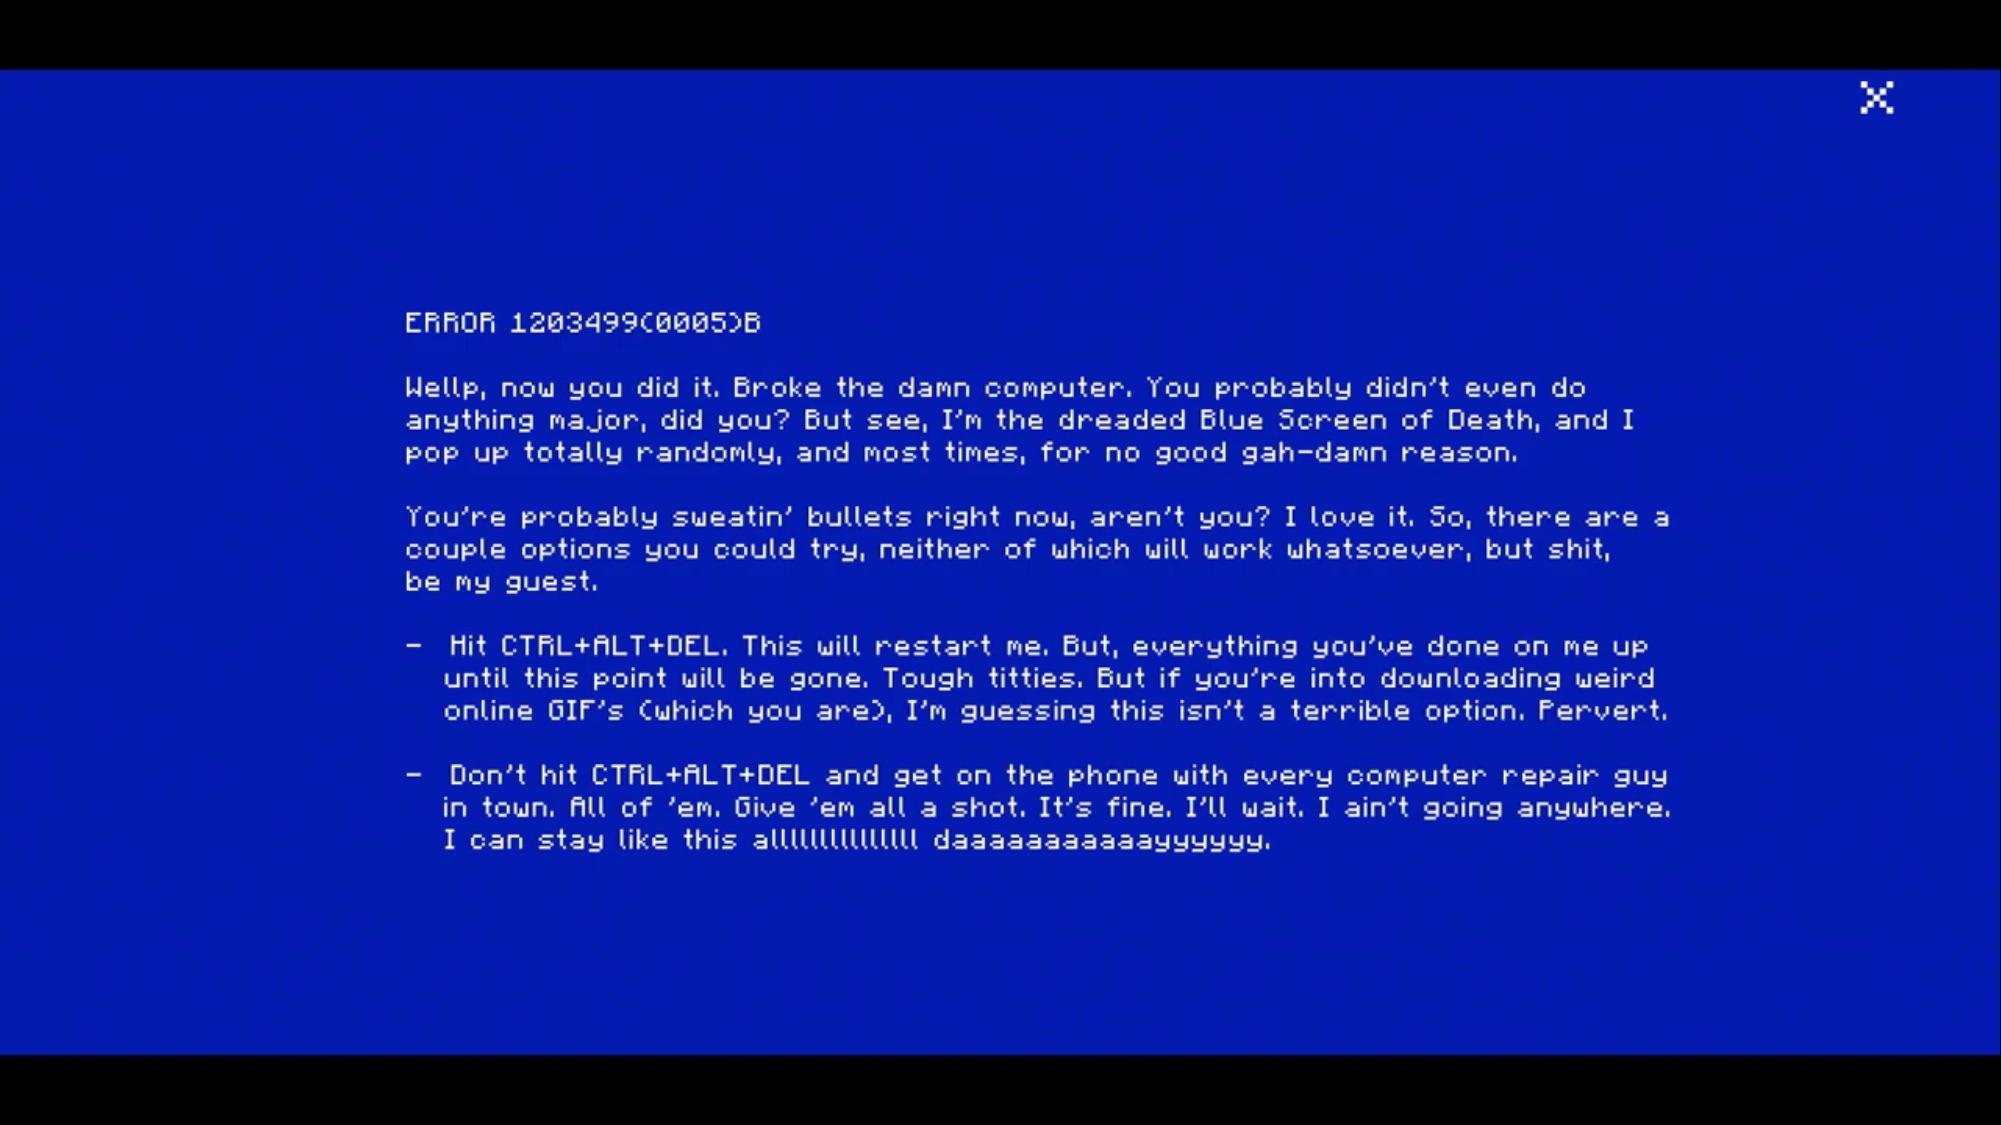 ERROR 1203499(0005)B
Wellp, now you did it. Broke the damn computer. You probably didn't even do
anything major, did you? But see, I'm the dreaded Blue Screen of Death, and I
pop up totally randomly, and most times, for no good gah-damn reason.
You're probably sweatin' bullets right now, aren't you? I love it. So, there are a
couple options you could try, neither of which will work whatsoever, but shit,
be my guest.
- Hit CTRL+ALT+DEL. This will restart me. But, everything you've done on me up
until this point will be gone. Tough titties. But if you're into downloading weird
online GIF's (which you are), I'm guessing this isn't a terrible option. Pervert.
- Don't hit CTRL+ALT+DEL and get on the phone with every computer repair guy
in town. All of 'em. Give 'em all a shot. It's fine. I'll wait. I ain't going anywhere.
I can stay like this allllllllllllllll daaaaaaaaaaayyyyyy.